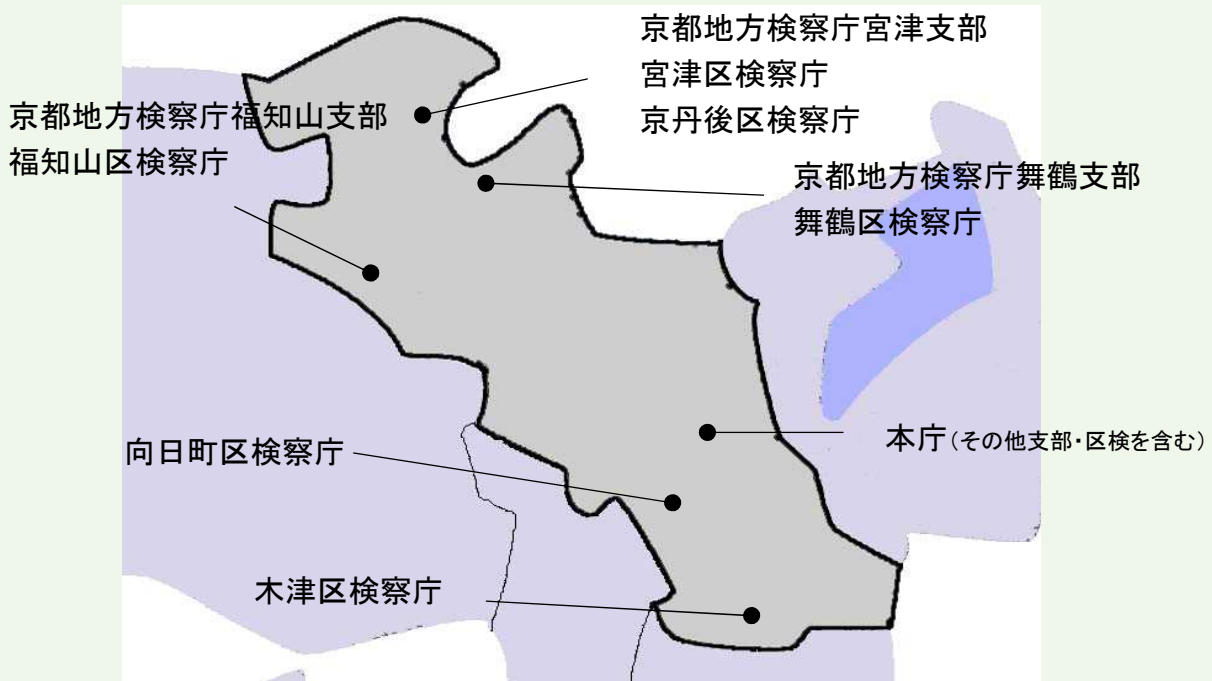 京都地方検察庁宮津支部
宮津区検察庁
京丹後区検察庁
京都地方検察庁福知山支部
福知山区検察庁
京都地方検察庁舞鶴支部
舞鶴区検察庁
本庁(その他支部・区検を含む)
向日町区検察庁
木津区検察庁